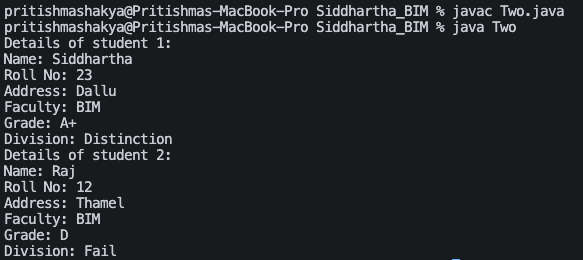 pritishmashakya@Pritishmas-MacBook-Pro Siddhartha_BIM % javac Two.java
pritishmashakya@Pritishmas-MacBook-Pro Siddhartha_BIM % java Two
Details of student 1:
Name: Siddhartha
Roll No: 23
Address: Dallu
Faculty: BIM
Grade: A+
Division: Distinction
Details of student 2:
Name: Raj
Roll No: 12
Address: Thamel
Faculty: BIM
Grade: D
Division: Fail